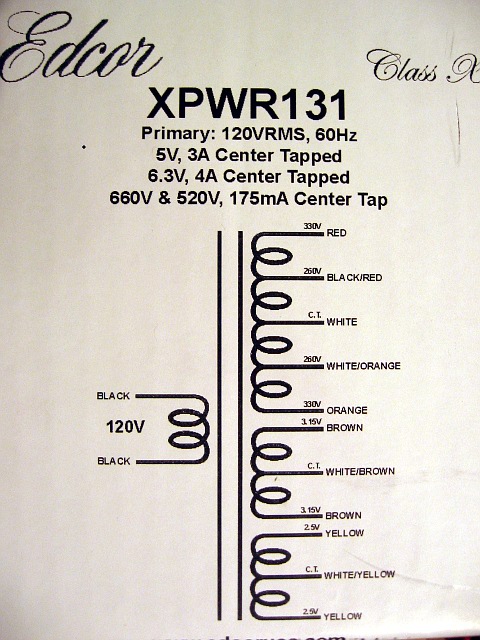 Edcor
Class X
XPWR131
Primary: 120VRMS, 60Hz
5V, 3A Center Tapped
6.3V, 4A Center Tapped
660V & 520V, 175mA Center Tap
330V RED
260V BLACK/RED
C.T. WHITE
260V WHITE/ORANGE
330V ORANGE
BLACK
120V
BLACK
3.15V BROWN
C.T. WHITE/BROWN
3.15V BROWN
2.5V YELLOW
C.T. WHITE/YELLOW
2.5V YELLOW